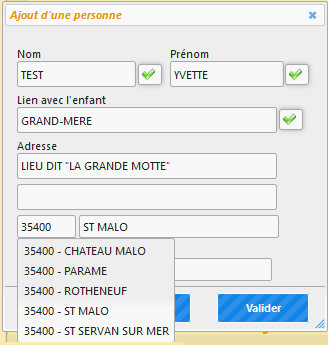 Ajout d'une personne
Nom Prénom
TEST YVETTE
Lien avec l'enfant
GRAND-MERE
Adresse
LIEU DIT "LA GRANDE MOTTE"
35400 ST MALO
35400 - CHATEAU MALO
35400 - PARAME
35400 - ROTHENEUF
35400 - ST MALO
35400 - ST SERVAN SUR MER
Valider